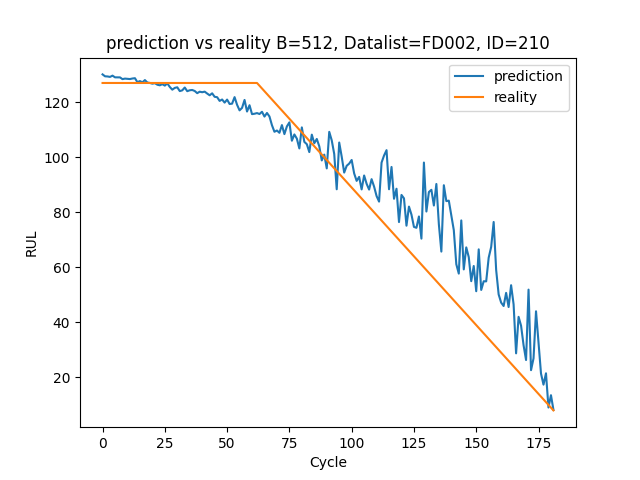 prediction vs reality B=512, Datalist=FD002, ID=210
prediction
reality
RUL
120
100
80
60
40
20
0 25 50 75 100 125 150 175
Cycle